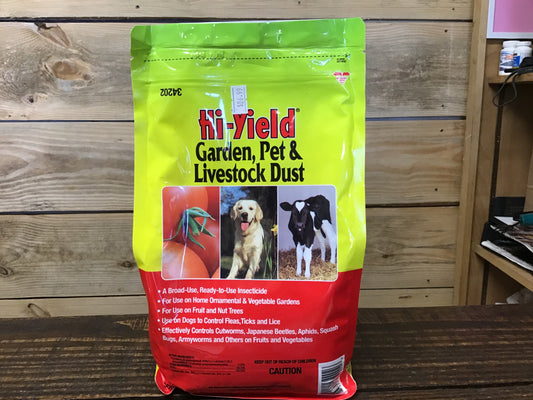 34202
Hi-Yield®
Garden, Pet &
Livestock Dust
• A Broad-Use, Ready-to-Use Insecticide
• For Use on Home Ornamental & Vegetable Gardens
• For Use on Fruit and Nut Trees
• Use on Dogs to Control Fleas,Ticks and Lice
• Effectively Controls Cutworms, Japanese Beetles, Aphids, Squash
Bugs, Armyworms and Others on Fruits and Vegetables
KEEP OUT OF REACH OF CHILDREN
CAUTION